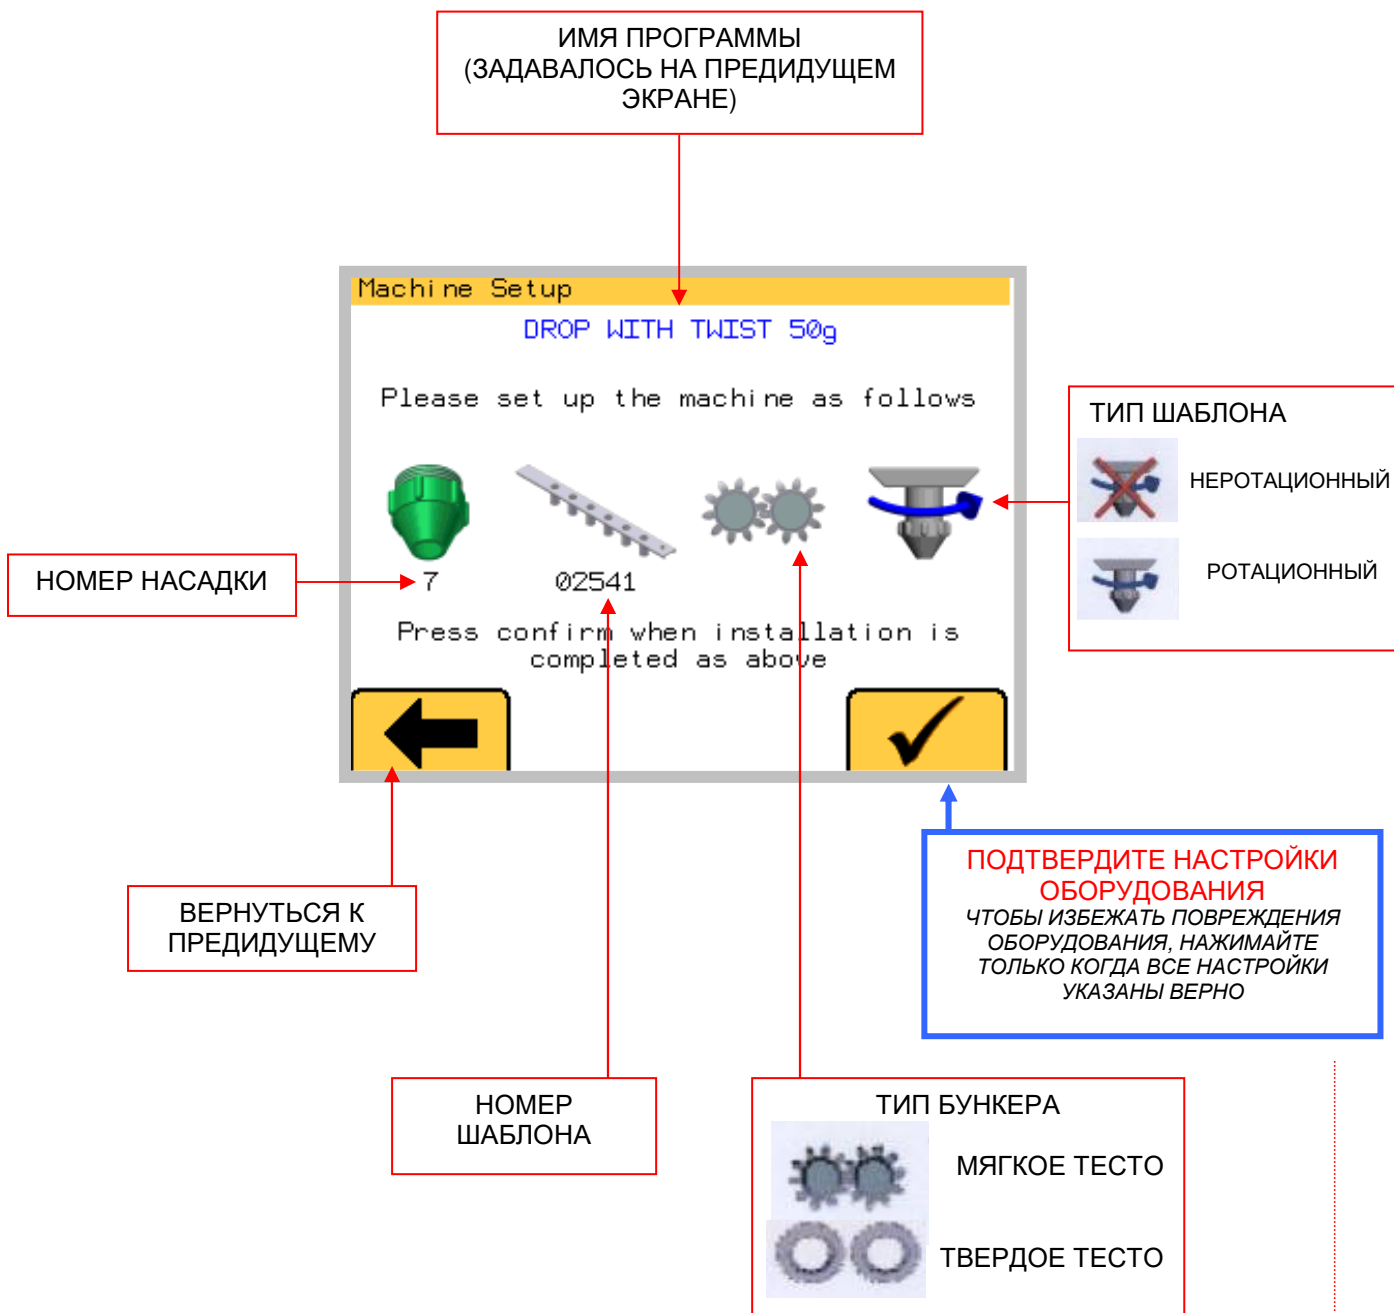 ИМЯ ПРОГРАММЫ
(ЗАДАВАЛОСЬ НА ПРЕДИДУЩЕМ
ЭКРАНЕ)
Machine Setup
DROP WITH TWIST 50g
Please set up the machine as follows
ТИП ШАБЛОНА
НЕРОТАЦИОННЫЙ
РОТАЦИОННЫЙ
НОМЕР НАСАДКИ
7
02541
Press confirm when installation is
completed as above
ПОДТВЕРДИТЕ НАСТРОЙКИ
ОБОРУДОВАНИЯ
ЧТОБЫ ИЗБЕЖАТЬ ПОВРЕЖДЕНИЯ
ОБОРУДОВАНИЯ, НАЖИМАЙТЕ
ТОЛЬКО КОГДА ВСЕ НАСТРОЙКИ
УКАЗАНЫ ВЕРНО
ВЕРНУТЬСЯ К
ПРЕДИДУЩЕМУ
НОМЕР
ШАБЛОНА
ТИП БУНКЕРА
МЯГКОЕ ТЕСТО
ТВЕРДОЕ ТЕСТО